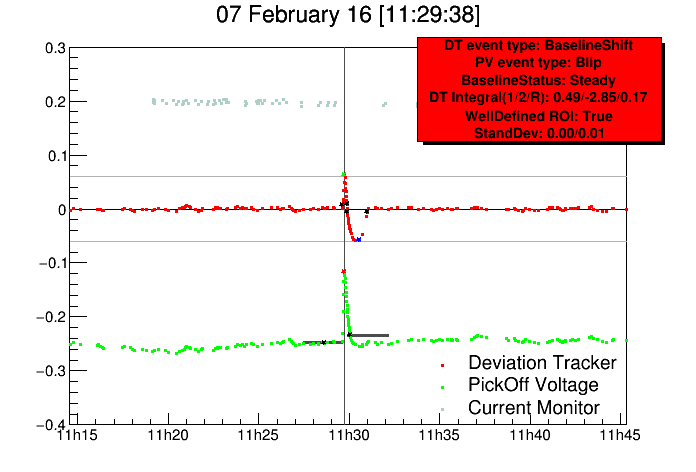 07 February 16 [11:29:38]
DT event type: BaselineShift
PV event type: Blip
BaselineStatus: Steady
DT Integral(1/2/R): 0.49/-2.85/0.17
WellDefined ROI: True
StandDev: 0.00/0.01
0.3
0.2
0.1
0
−0.1
−0.2
−0.3
−0.4
Deviation Tracker
PickOff Voltage
Current Monitor
11h15 11h20 11h25 11h30 11h35 11h40 11h45